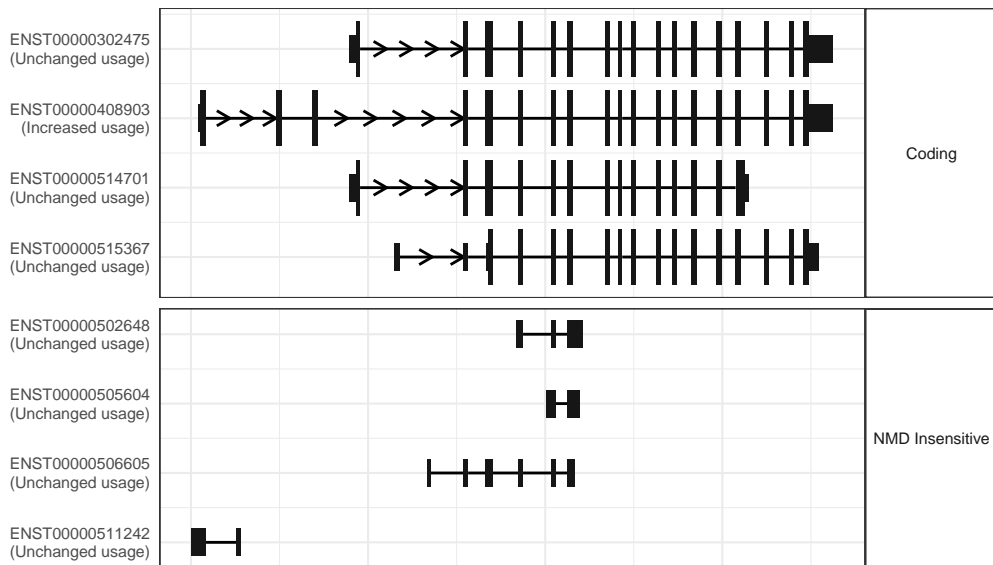 ENST00000302475
(Unchanged usage)
ENST00000408903
(Increased usage)
ENST00000514701
(Unchanged usage)
ENST00000515367
(Unchanged usage)
Coding
ENST00000502648
(Unchanged usage)
ENST00000505604
(Unchanged usage)
ENST00000506605
(Unchanged usage)
ENST00000511242
(Unchanged usage)
NMD Insensitive